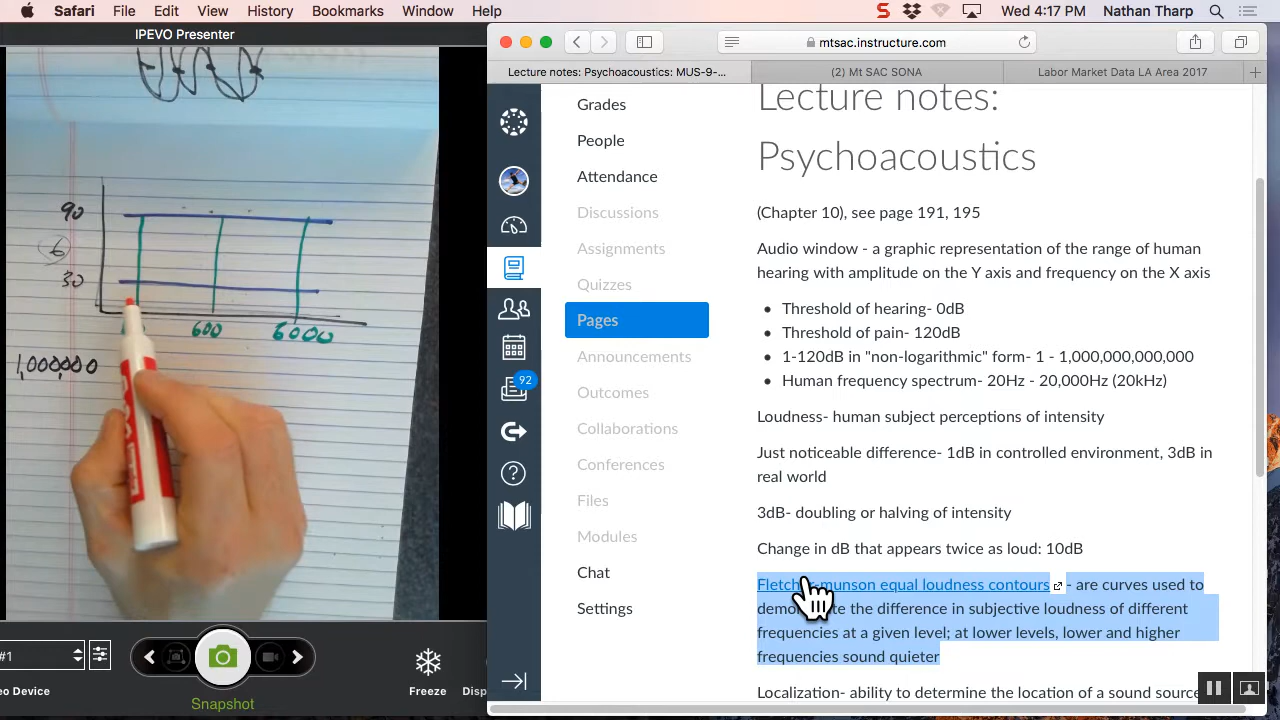 Safari File Edit View History Bookmarks Window Help
Wed 4:17 PM Nathan Tharp
IPEVO Presenter
90
6
30
600 6000
1,000,000
#1
eo Device
Snapshot
Freeze
Disp
mtsac.instructure.com
Lecture notes: Psychoacoustics: MUS-9-...
(2) Mt SAC SONA
Labor Market Data LA Area 2017
92
Grades
People
Attendance
Discussions
Assignments
Quizzes
Pages
Announcements
Outcomes
Collaborations
Conferences
Files
Modules
Chat
Settings
Lecture notes:
Psychoacoustics
(Chapter 10), see page 191, 195
Audio window - a graphic representation of the range of human
hearing with amplitude on the Y axis and frequency on the X axis
• Threshold of hearing- 0dB
• Threshold of pain- 120dB
• 1-120dB in "non-logarithmic" form- 1 - 1,000,000,000,000
• Human frequency spectrum- 20Hz - 20,000Hz (20kHz)
Loudness- human subject perceptions of intensity
Just noticeable difference- 1dB in controlled environment, 3dB in
real world
3dB- doubling or halving of intensity
Change in dB that appears twice as loud: 10dB
munson equal loudness contours - are curves used to
the difference in subjective loudness of different
frequencies at a given level; at lower levels, lower and higher
frequencies sound quieter
Localization- ability to determine the location of a sound source